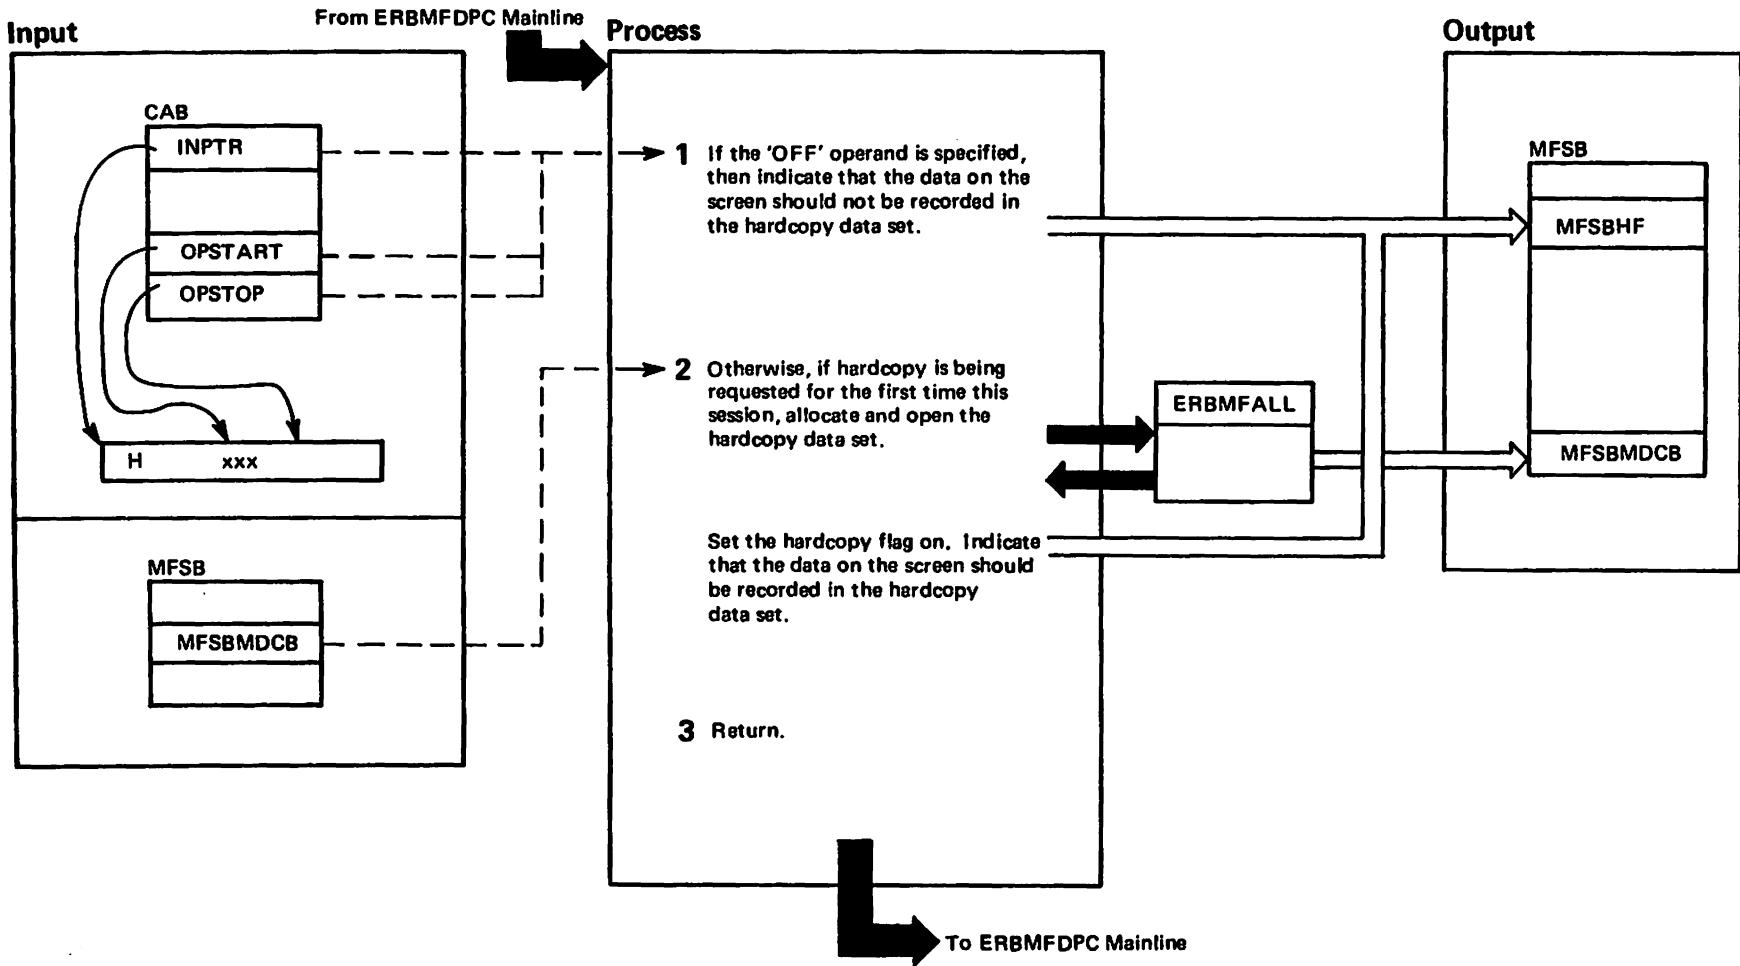 From ERBMFDPC Mainline
Input
Process
Output
CAB
INPTR
OPSTART
OPSTOP
H xxx
MFSB
MFSBMDCB
1 If the 'OFF' operand is specified,
then indicate that the data on the
screen should not be recorded in
the hardcopy data set.
2 Otherwise, if hardcopy is being
requested for the first time this
session, allocate and open the
hardcopy data set.
Set the hardcopy flag on. Indicate
that the data on the screen should
be recorded in the hardcopy
data set.
3 Return.
ERBMFALL
MFSB
MFSBHF
MFSBMDCB
To ERBMFDPC Mainline